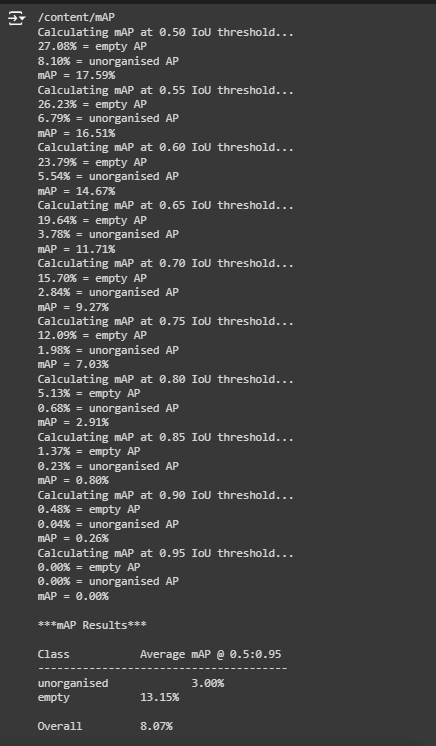 /content/mAP
Calculating mAP at 0.50 IoU threshold...
27.08% = empty AP
8.10% = unorganised AP
mAP = 17.59%
Calculating mAP at 0.55 IoU threshold...
26.23% = empty AP
6.79% = unorganised AP
mAP = 16.51%
Calculating mAP at 0.60 IoU threshold...
23.79% = empty AP
5.54% = unorganised AP
mAP = 14.67%
Calculating mAP at 0.65 IoU threshold...
19.64% = empty AP
3.78% = unorganised AP
mAP = 11.71%
Calculating mAP at 0.70 IoU threshold...
15.70% = empty AP
2.84% = unorganised AP
mAP = 9.27%
Calculating mAP at 0.75 IoU threshold...
12.09% = empty AP
1.98% = unorganised AP
mAP = 7.03%
Calculating mAP at 0.80 IoU threshold...
5.13% = empty AP
0.68% = unorganised AP
mAP = 2.91%
Calculating mAP at 0.85 IoU threshold...
1.37% = empty AP
0.23% = unorganised AP
mAP = 0.80%
Calculating mAP at 0.90 IoU threshold...
0.48% = empty AP
0.04% = unorganised AP
mAP = 0.26%
Calculating mAP at 0.95 IoU threshold...
0.00% = empty AP
0.00% = unorganised AP
mAP = 0.00%
***mAP Results***
Class Average mAP @ 0.5:0.95
---------------------------------------
unorganised 3.00%
empty 13.15%
Overall 8.07%